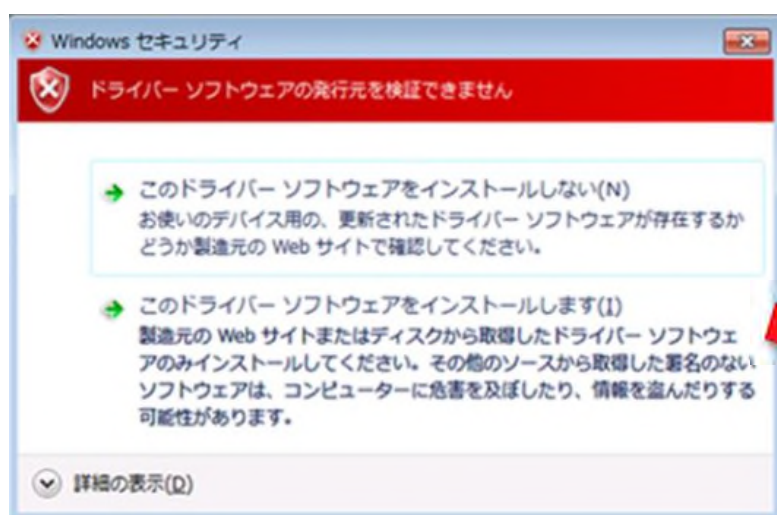 Windows セキュリティ
ドライバー ソフトウェアの発行元を検証できません
このドライバー ソフトウェアをインストールしない(N)
お使いのデバイス用の、更新されたドライバー ソフトウェアが存在するか
どうか製造元の Web サイトで確認してください。
このドライバー ソフトウェアをインストールします(I)
製造元の Web サイトまたはディスクから取得したドライバー ソフトウェ
アのみインストールしてください。その他のソースから取得した署名のない
ソフトウェアは、コンピューターに危害を及ぼしたり、情報を盗んだりする
可能性があります。
詳細の表示(D)